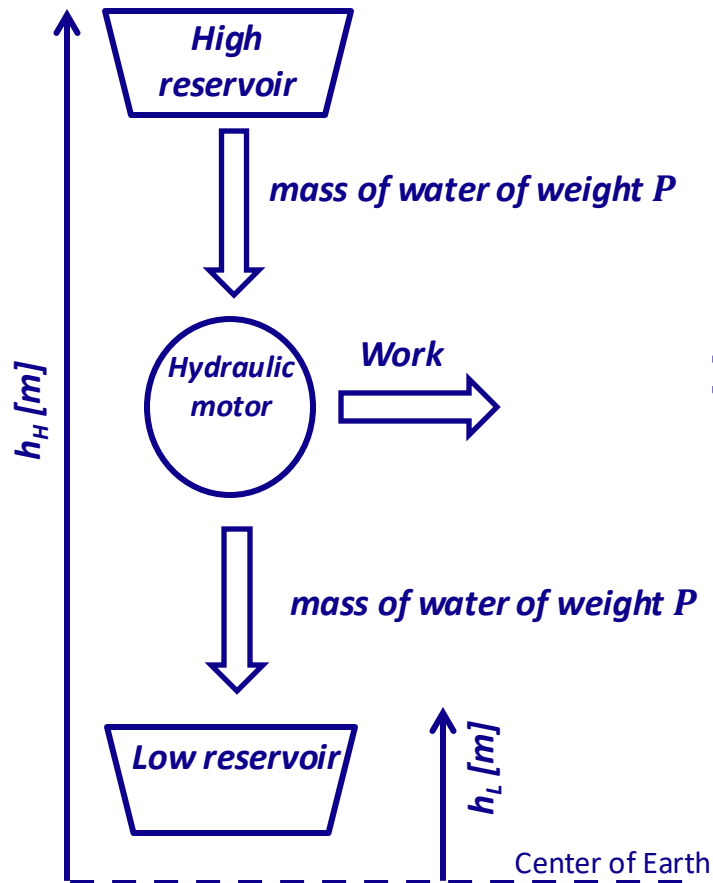 High
reservoir
mass of water of weight P
Hydraulic
motor
Work
h_H [m]
mass of water of weight P
Low reservoir
h_L [m]
Center of Earth